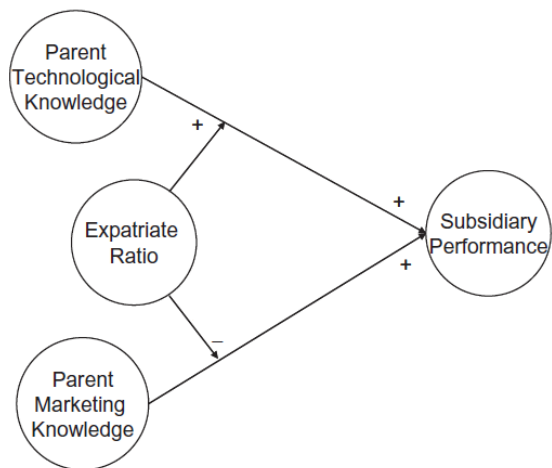 Parent
Technological
Knowledge
+
+
Expatriate
Ratio
Subsidiary
Performance
+
–
Parent
Marketing
Knowledge